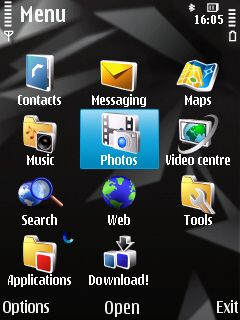 Menu
16:05
Contacts Messaging Maps
Music Photos Video centre
Search Web Tools
Applications Download!
Options Open Exit